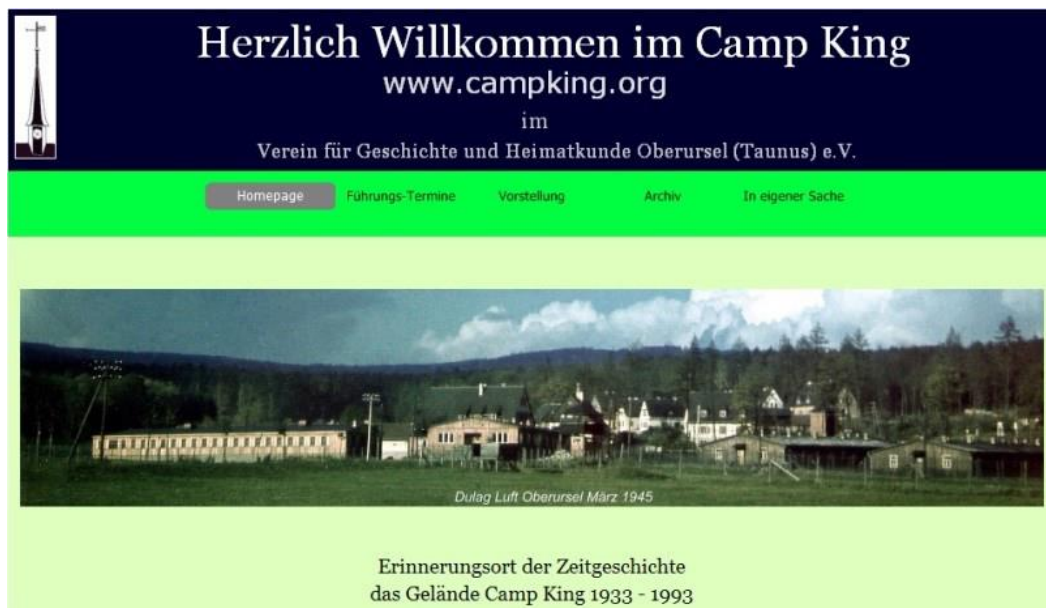 Herzlich Willkommen im Camp King
www.campking.org
im
Verein für Geschichte und Heimatkunde Oberursel (Taunus) e.V.
Homepage Führungs-Termine Vorstellung Archiv In eigener Sache
Dulag Luft Oberursel März 1945
Erinnerungsort der Zeitgeschichte
das Gelände Camp King 1933 - 1993